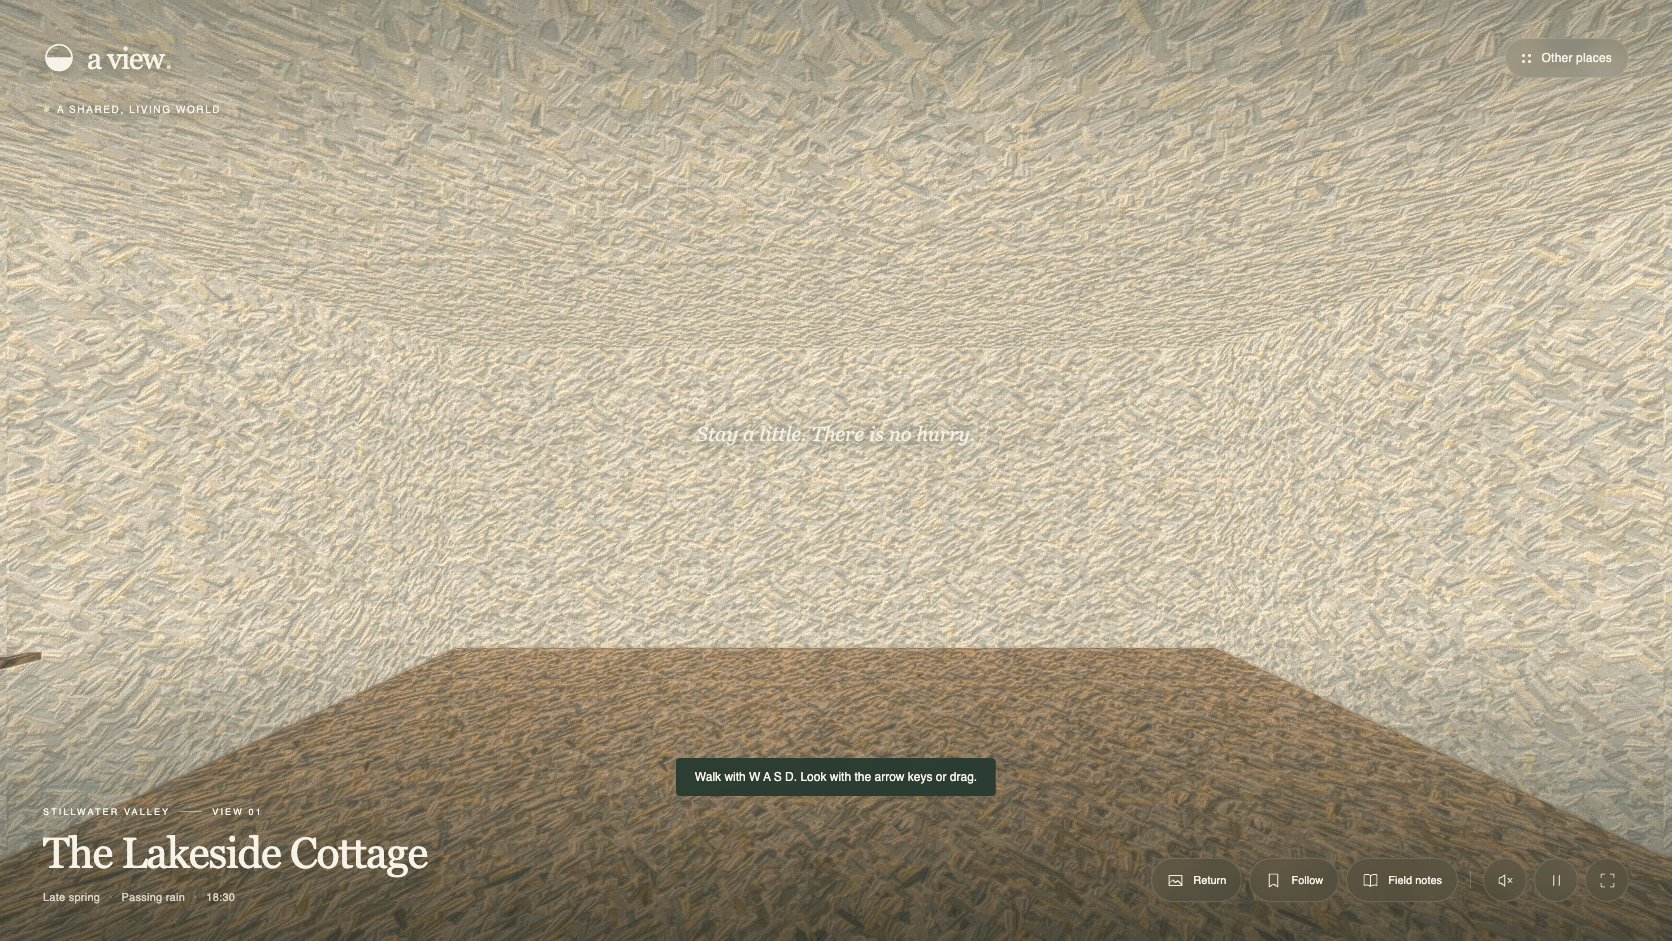 a view.
Other places
A SHARED, LIVING WORLD
Stay a little. There is no hurry.
Walk with W A S D. Look with the arrow keys or drag.
STILLWATER VALLEY — VIEW 01
The Lakeside Cottage
Late spring · Passing rain · 18:30
Return
Follow
Field notes